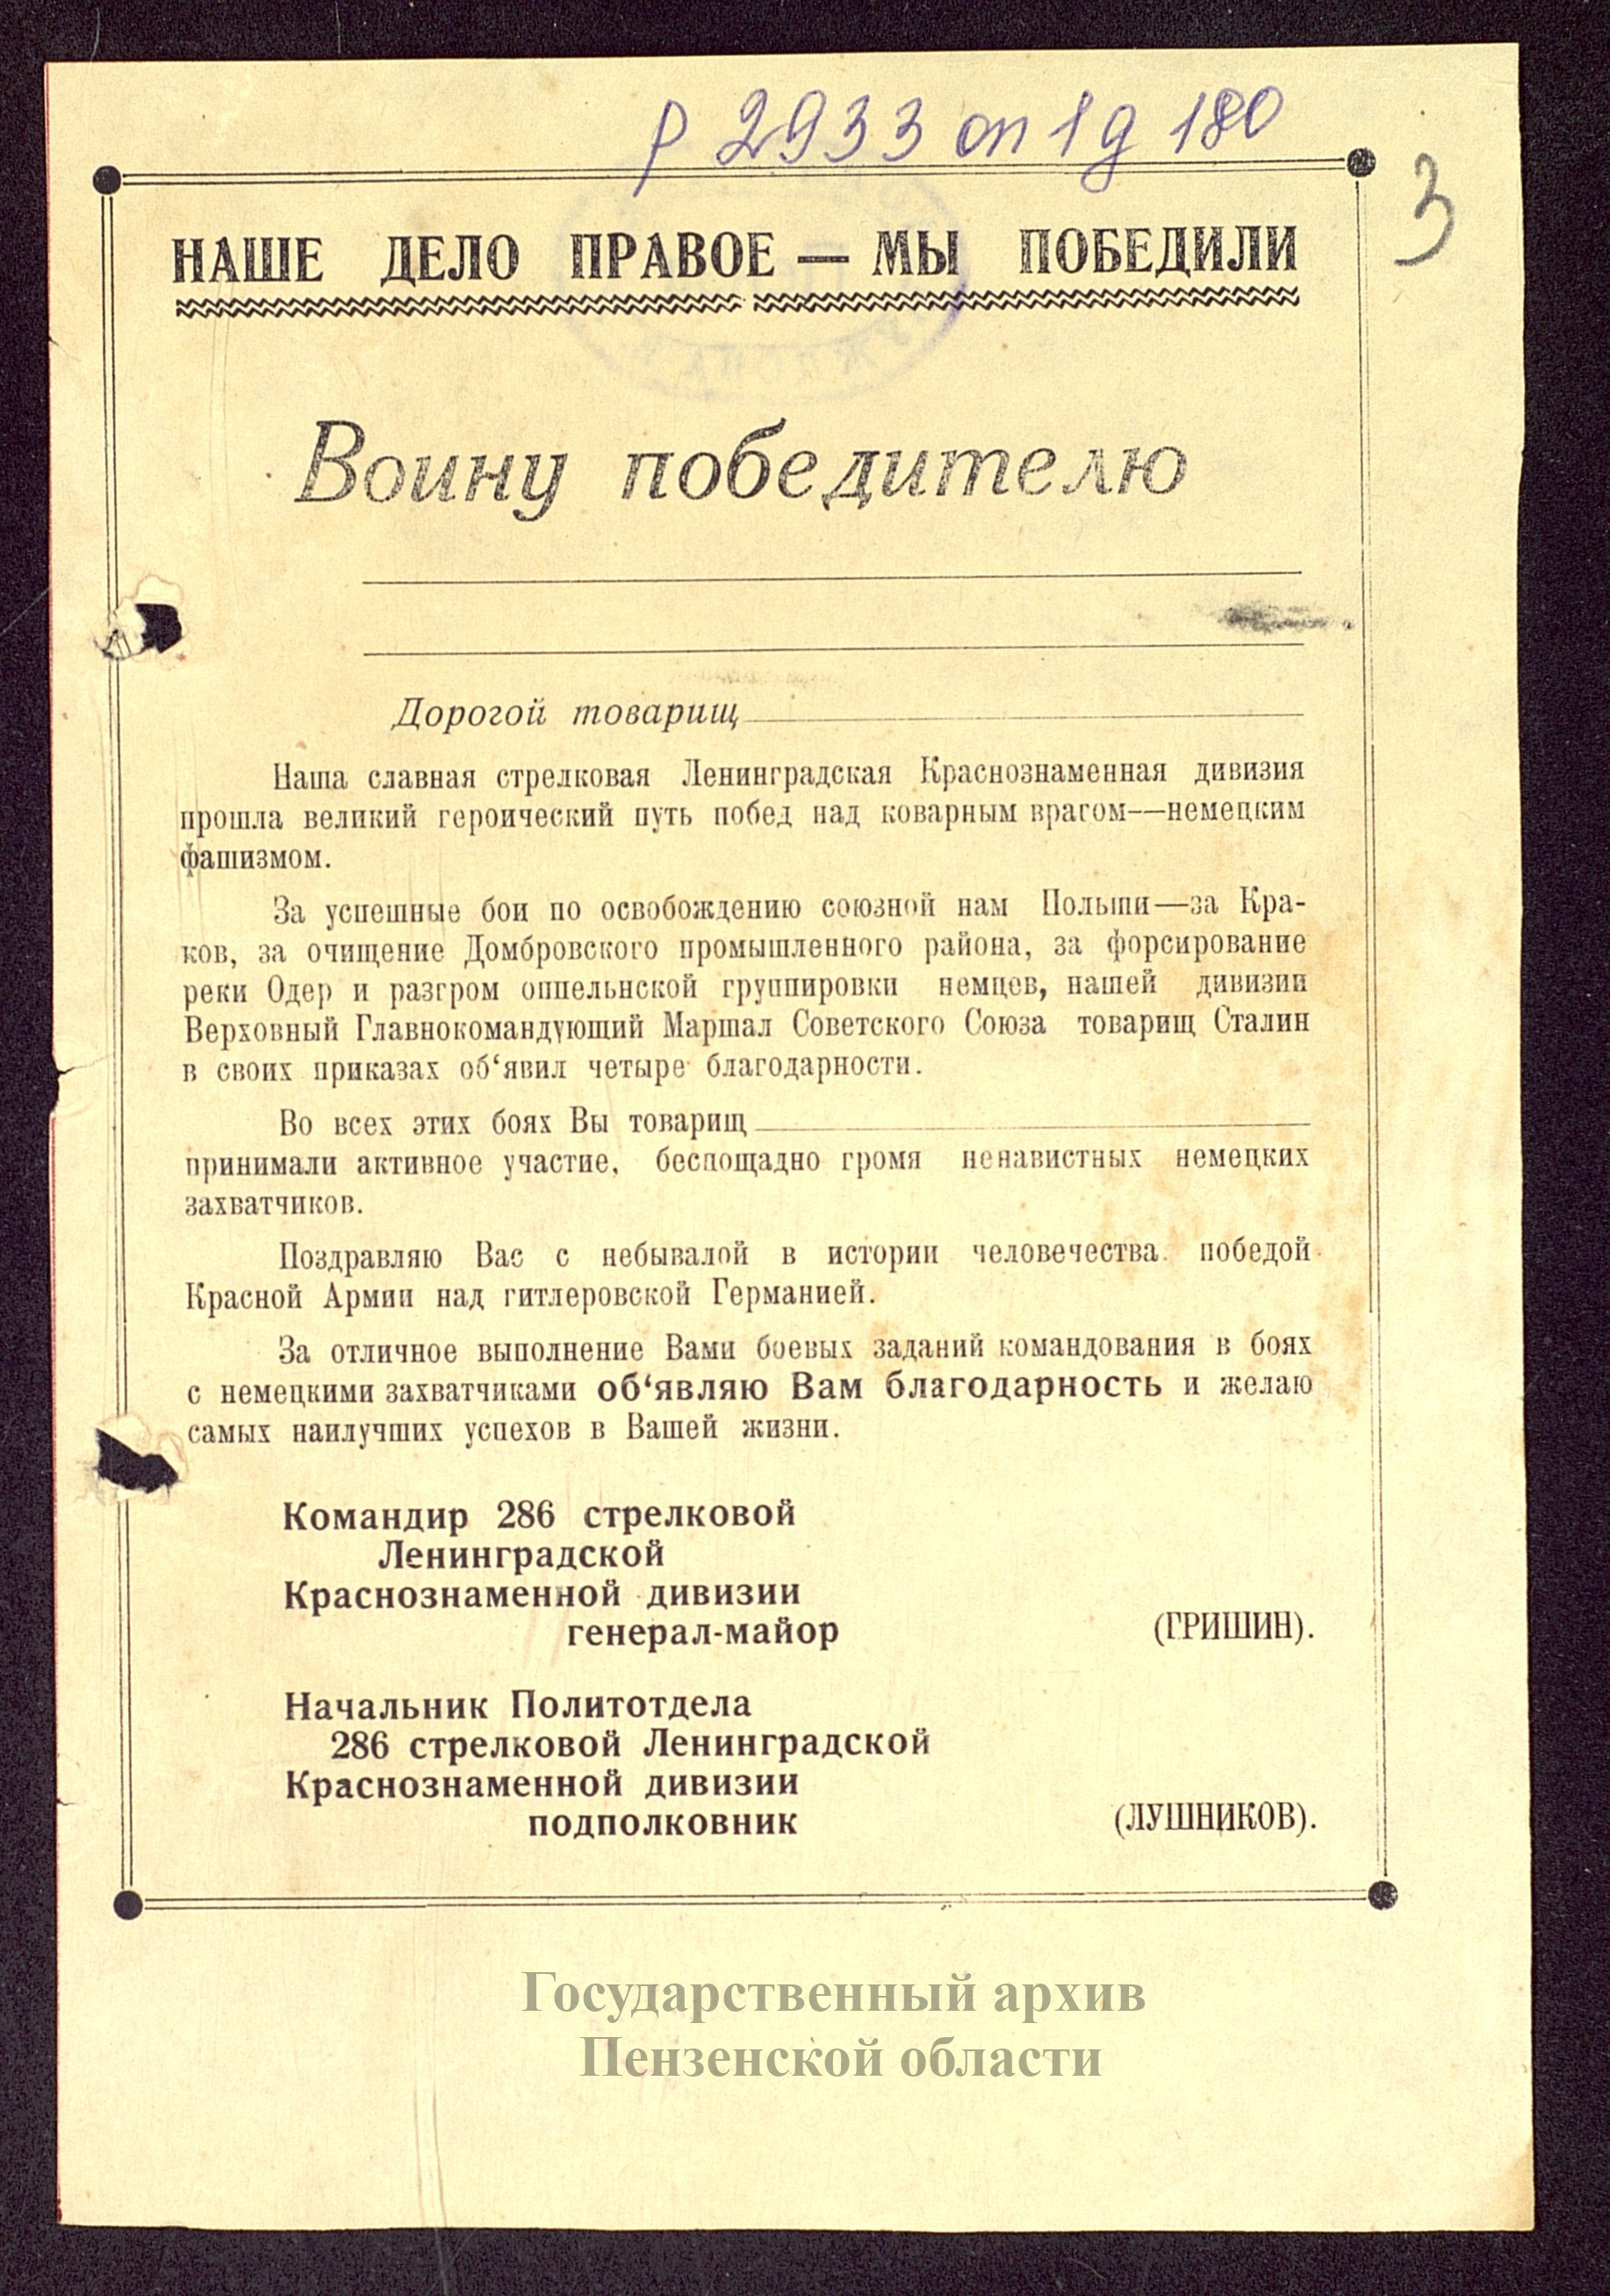 р 2933 оп 1 д 180
3
НАШЕ ДЕЛО ПРАВОЕ — МЫ ПОБЕДИЛИ
Воину победителю
Дорогой товарищ
Наша славная стрелковая Ленинградская Краснознаменная дивизия
прошла великий героический путь побед над коварным врагом—немецким
фашизмом.
За успешные бои по освобождению союзной нам Польши—за Кра-
ков, за очищение Домбровского промышленного района, за форсирование
реки Одер и разгром оппельнской группировки немцев, нашей дивизии
Верховный Главнокомандующий Маршал Советского Союза товарищ Сталин
в своих приказах об‘явил четыре благодарности.
Во всех этих боях Вы товарищ
принимали активное участие, беспощадно громя ненавистных немецких
захватчиков.
Поздравляю Вас с небывалой в истории человечества победой
Красной Армии над гитлеровской Германией.
За отличное выполнение Вами боевых заданий командования в боях
с немецкими захватчиками об‘являю Вам благодарность и желаю
самых наилучших успехов в Вашей жизни.
Командир 286 стрелковой
Ленинградской
Краснознаменной дивизии
генерал-майор (ГРИШИН).
Начальник Политотдела
286 стрелковой Ленинградской
Краснознаменной дивизии
подполковник (ЛУШНИКОВ).
Государственный архив
Пензенской области